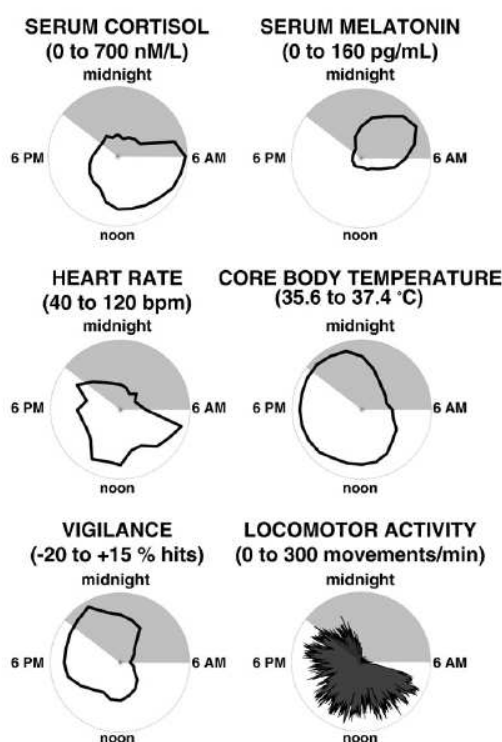 SERUM CORTISOL
(0 to 700 nM/L)
midnight
6 PM
6 AM
noon
SERUM MELATONIN
(0 to 160 pg/mL)
midnight
6 PM
6 AM
noon
HEART RATE
(40 to 120 bpm)
midnight
6 PM
6 AM
noon
CORE BODY TEMPERATURE
(35.6 to 37.4 °C)
midnight
6 PM
6 AM
noon
VIGILANCE
(-20 to +15 % hits)
midnight
6 PM
6 AM
noon
LOCOMOTOR ACTIVITY
(0 to 300 movements/min)
midnight
6 PM
6 AM
noon